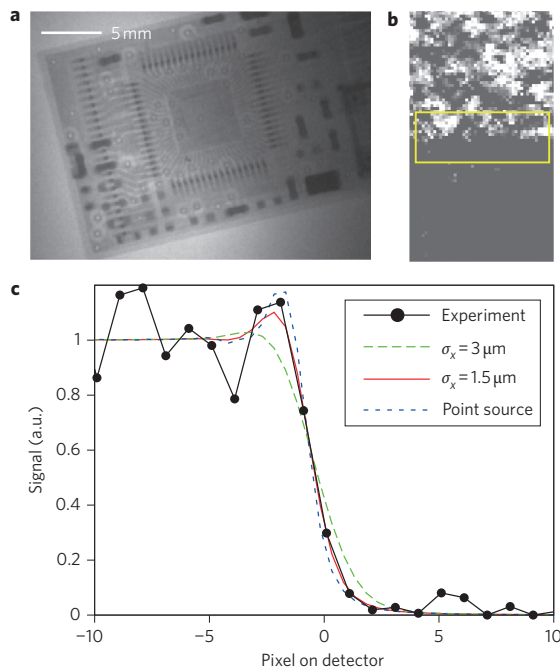 a
5 mm
b
c
Experiment
σx = 3 μm
σx = 1.5 μm
Point source
Signal (a.u.)
1
0.8
0.6
0.4
0.2
0
−10
−5
0
5
10
Pixel on detector